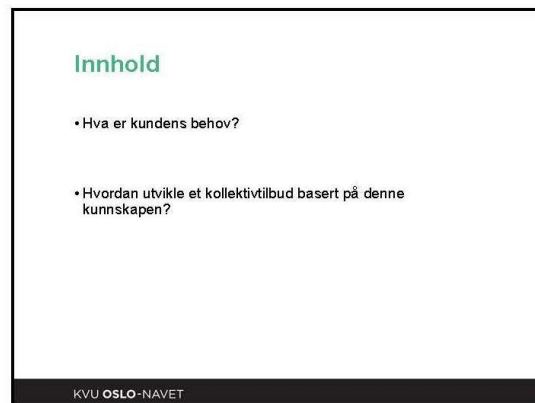 Innhold
• Hva er kundens behov?
• Hvordan utvikle et kollektivtilbud basert på denne
kunnskapen?
KVU OSLO-NAVET